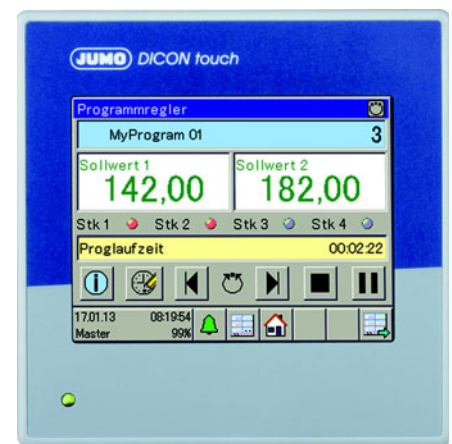 JUMO DICON touch
Programmregler
MyProgram 01 3
Sollwert 1 Sollwert 2
142,00 182,00
Stk 1 Stk 2 Stk 3 Stk 4
Proglaufzeit 00:02:22
17.01.13 08:19:54
Master 99%